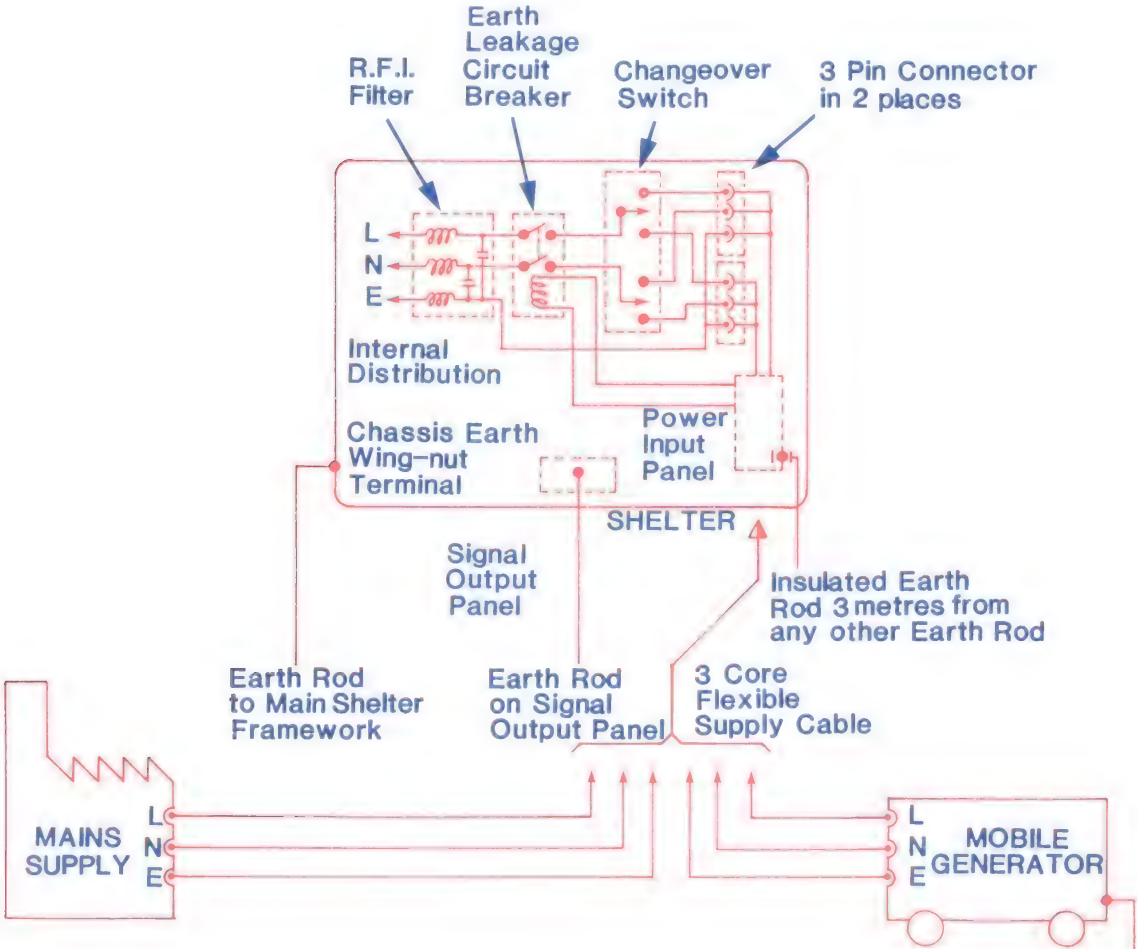 Earth
Leakage
Circuit
Breaker
R.F.I.
Filter
Changeover
Switch
3 Pin Connector
in 2 places
L
N
E
Internal
Distribution
Chassis Earth
Wing-nut
Terminal
Power
Input
Panel
SHELTER
Signal
Output
Panel
Insulated Earth
Rod 3 metres from
any other Earth Rod
Earth Rod
to Main Shelter
Framework
Earth Rod
on Signal
Output Panel
3 Core
Flexible
Supply Cable
MAINS
SUPPLY
L
N
E
L
N
E
MOBILE
GENERATOR